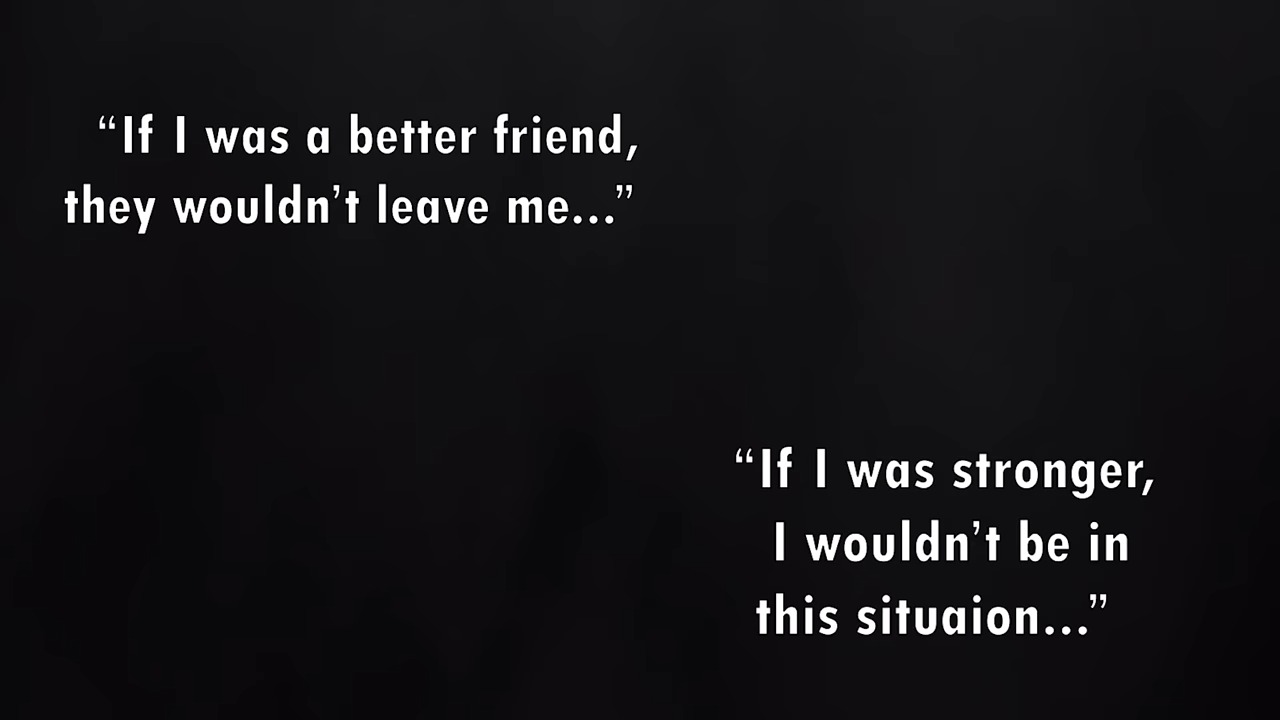 “If I was a better friend,
they wouldn’t leave me...”
“If I was stronger,
I wouldn’t be in
this situaion...”